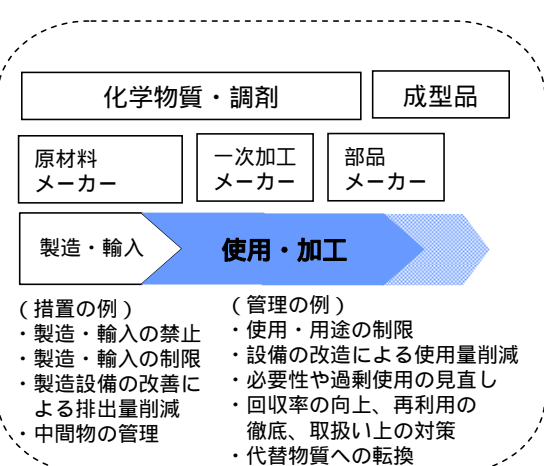 化学物質・調剤
成型品
原材料
メーカー
一次加工
メーカー
部品
メーカー
製造・輸入
使用・加工
(措置の例)
・製造・輸入の禁止
・製造・輸入の制限
・製造設備の改善に
よる排出量削減
・中間物の管理
(管理の例)
・使用・用途の制限
・設備の改造による使用量削減
・必要性や過剰使用の見直し
・回収率の向上、再利用の
徹底、取扱い上の対策
・代替物質への転換